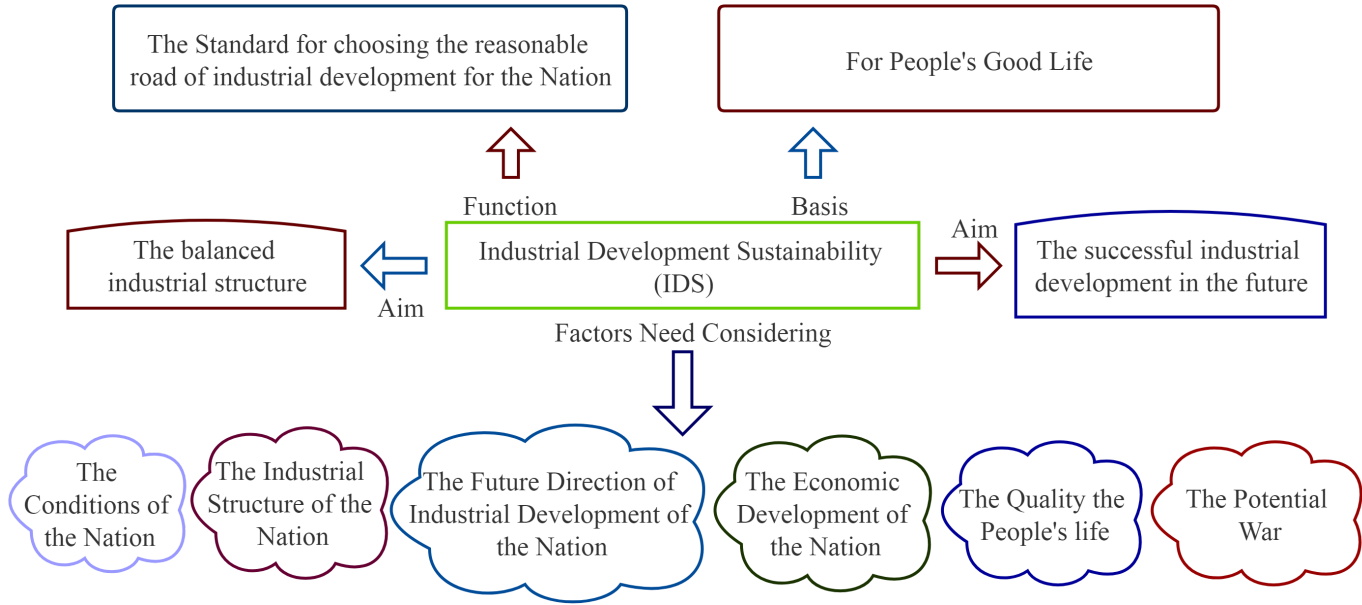 The Standard for choosing the reasonable
road of industrial development for the Nation
For People's Good Life
Function
Basis
The balanced
industrial structure
Aim
Industrial Development Sustainability
(IDS)
Aim
The successful industrial
development in the future
Factors Need Considering
The
Conditions of
the Nation
The Industrial
Structure of the
Nation
The Future Direction of
Industrial Development of
the Nation
The Economic
Development of
the Nation
The Quality the
People's life
The Potential
War